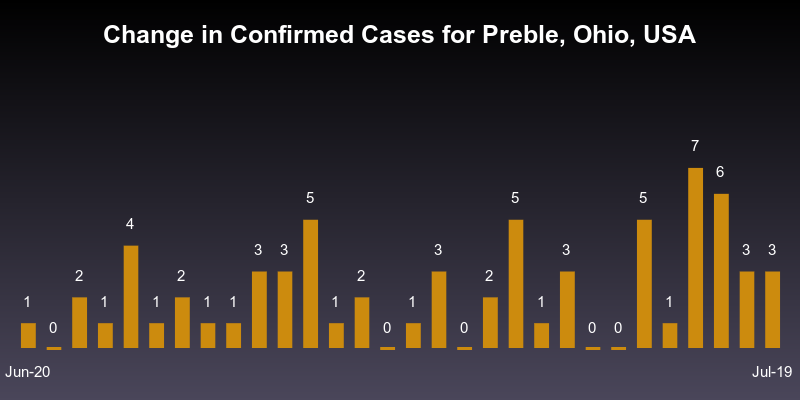 Change in Confirmed Cases for Preble, Ohio, USA
1 0 2 1 4 1 2 1 1 3 3 5 1 2 0 1 3 0 2 5 1 3 0 0 5 1 7 6 3 3
Jun-20 Jul-19